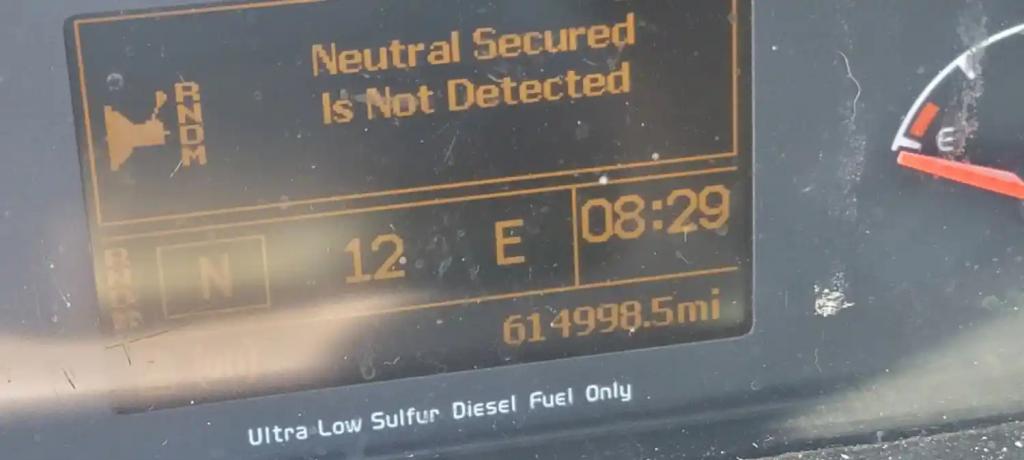 Neutral Secured
Is Not Detected
RNDM
N 12 E 08:29
614998.5mi
Ultra Low Sulfur Diesel Fuel Only
E